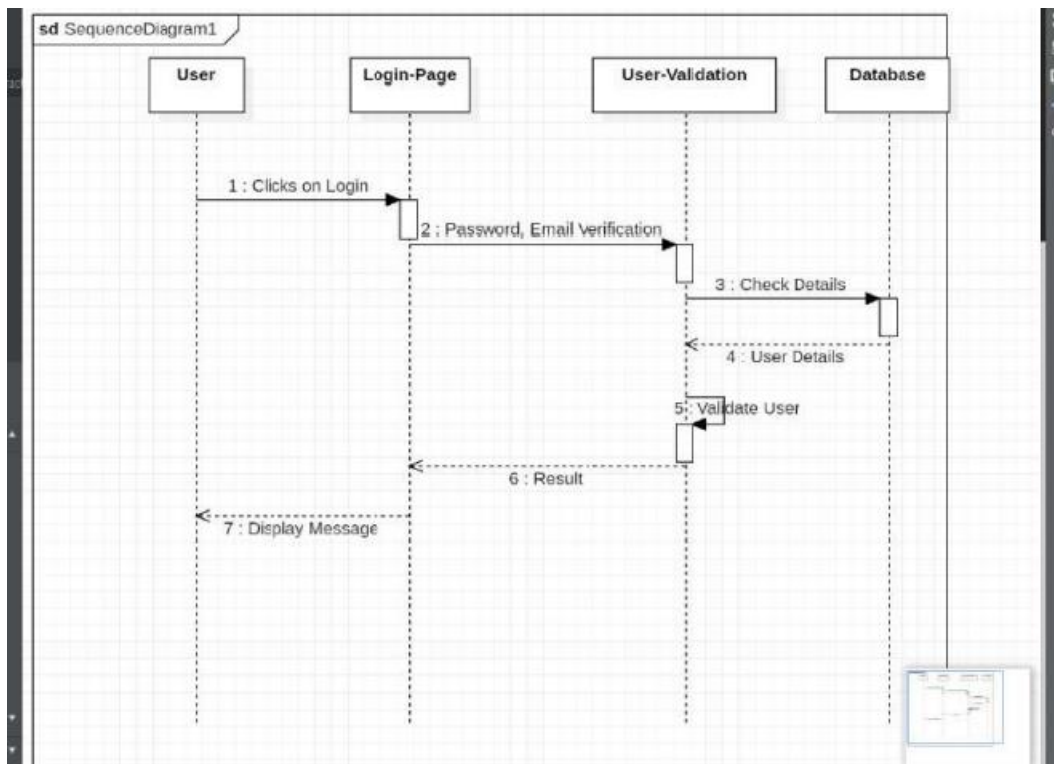 sd SequenceDiagram1
User
Login-Page
User-Validation
Database
1 : Clicks on Login
2 : Password, Email Verification
3 : Check Details
4 : User Details
5 : Validate User
6 : Result
7 : Display Message